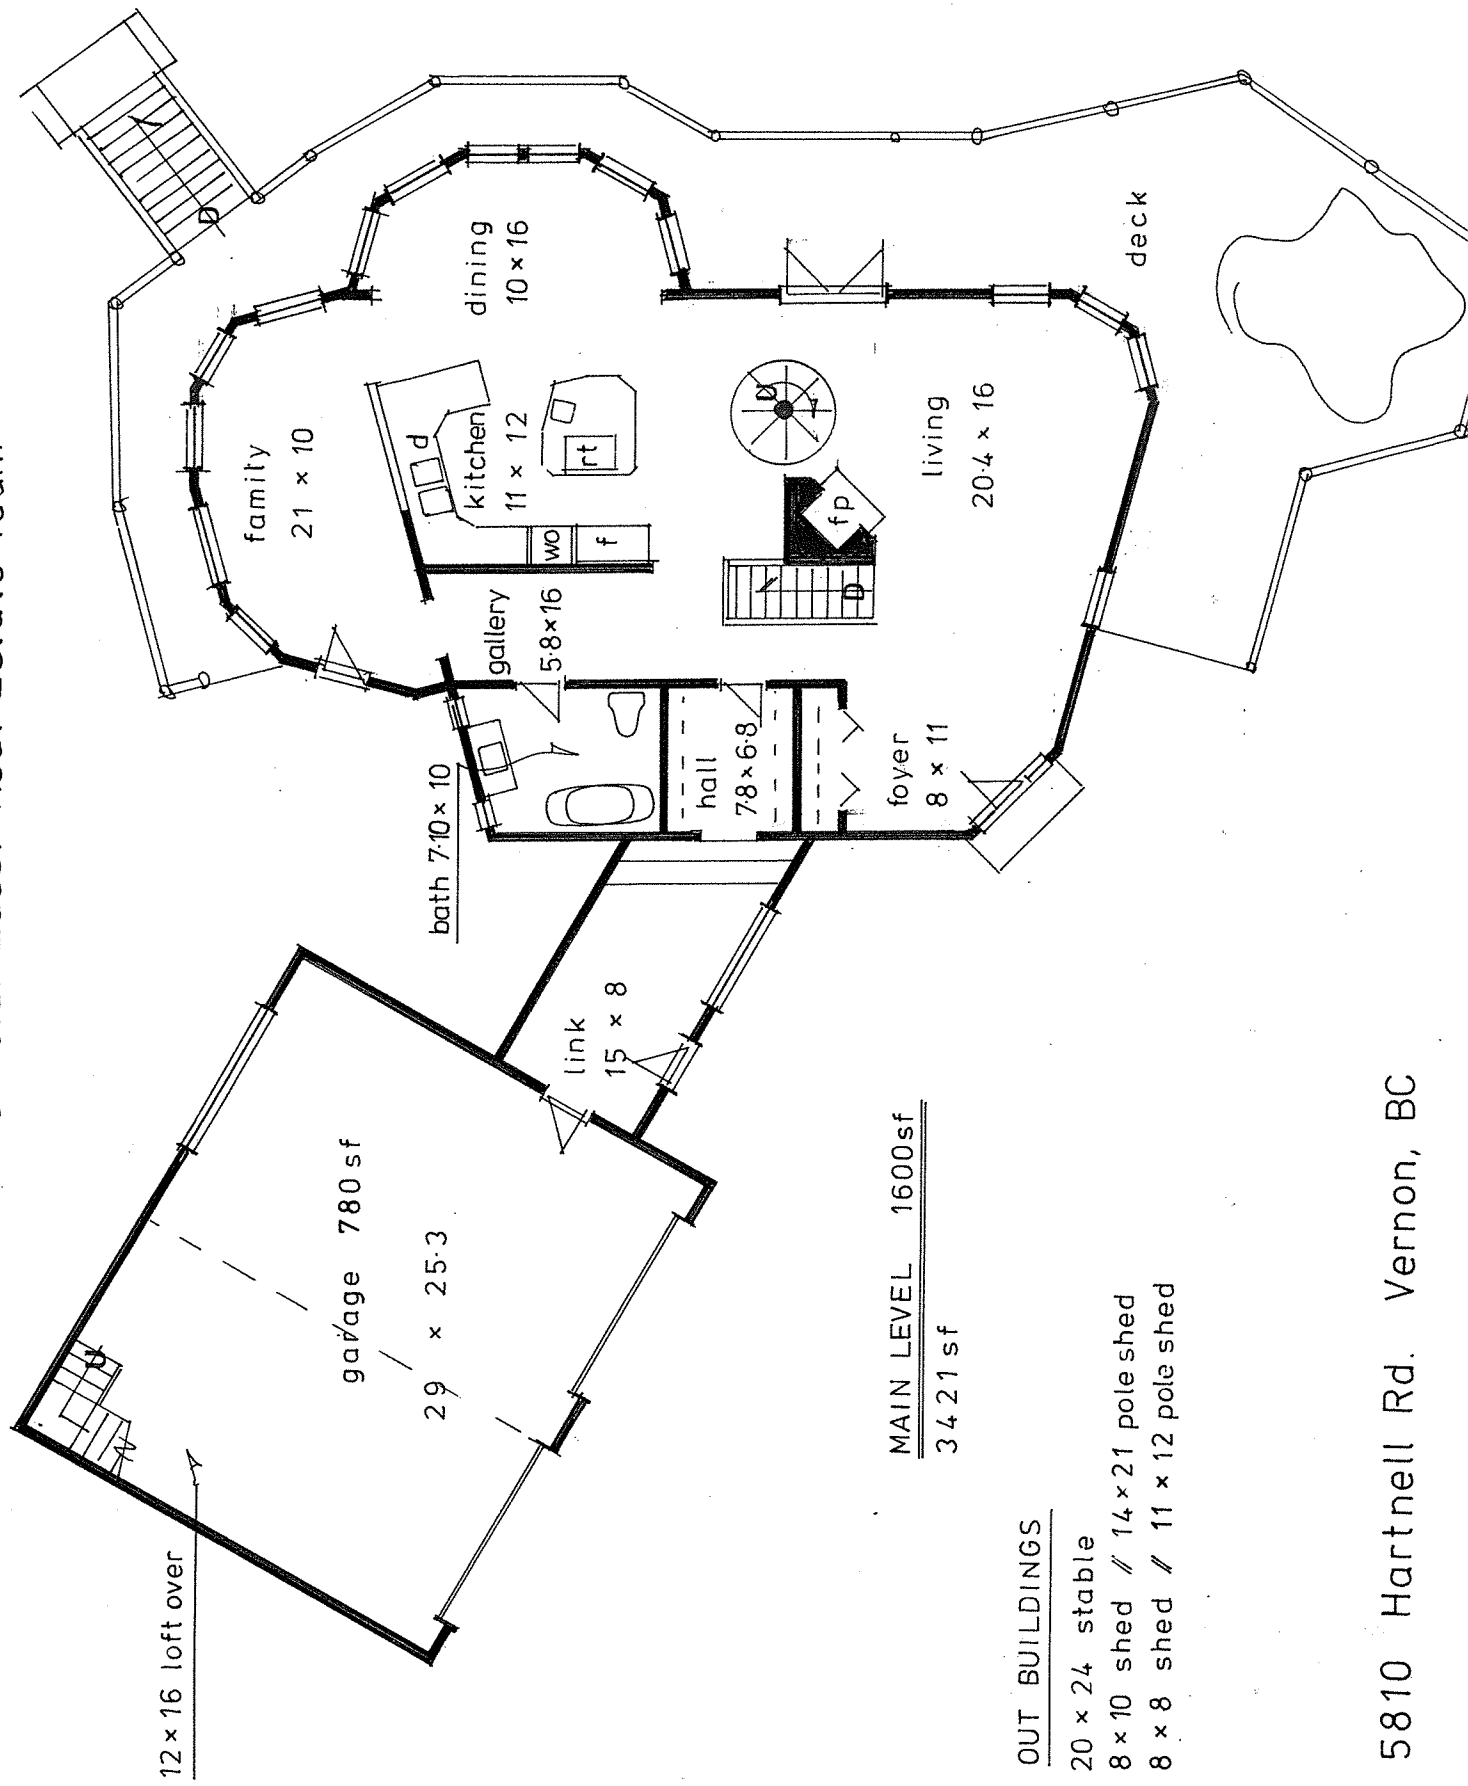 family
21 × 10
dining
10 × 16
d
kitchen
11 × 12
rt
wo
f
gallery
5·8×16
D
D
fp
D
living
20·4 × 16
deck
bath 7·10 × 10
hall
7·8×6·8
foyer
8 × 11
link
15 × 8
garage 780sf
29 × 25·3
U
12×16 loft over
MAIN LEVEL 1600sf
3421 sf
OUT BUILDINGS
20 × 24 stable
8 × 10 shed // 14×21 pole shed
8 × 8 shed // 11 × 12 pole shed
5810 Hartnell Rd. Vernon, BC